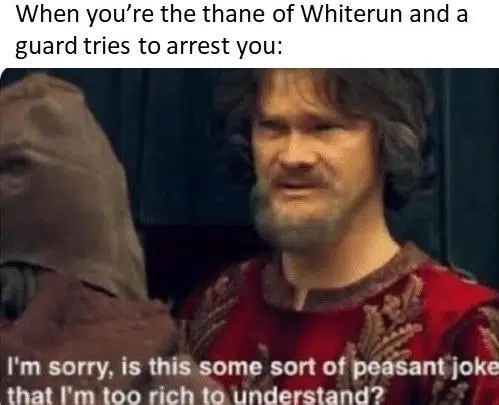 When you’re the thane of Whiterun and a
guard tries to arrest you:
I'm sorry, is this some sort of peasant joke
that I'm too rich to understand?